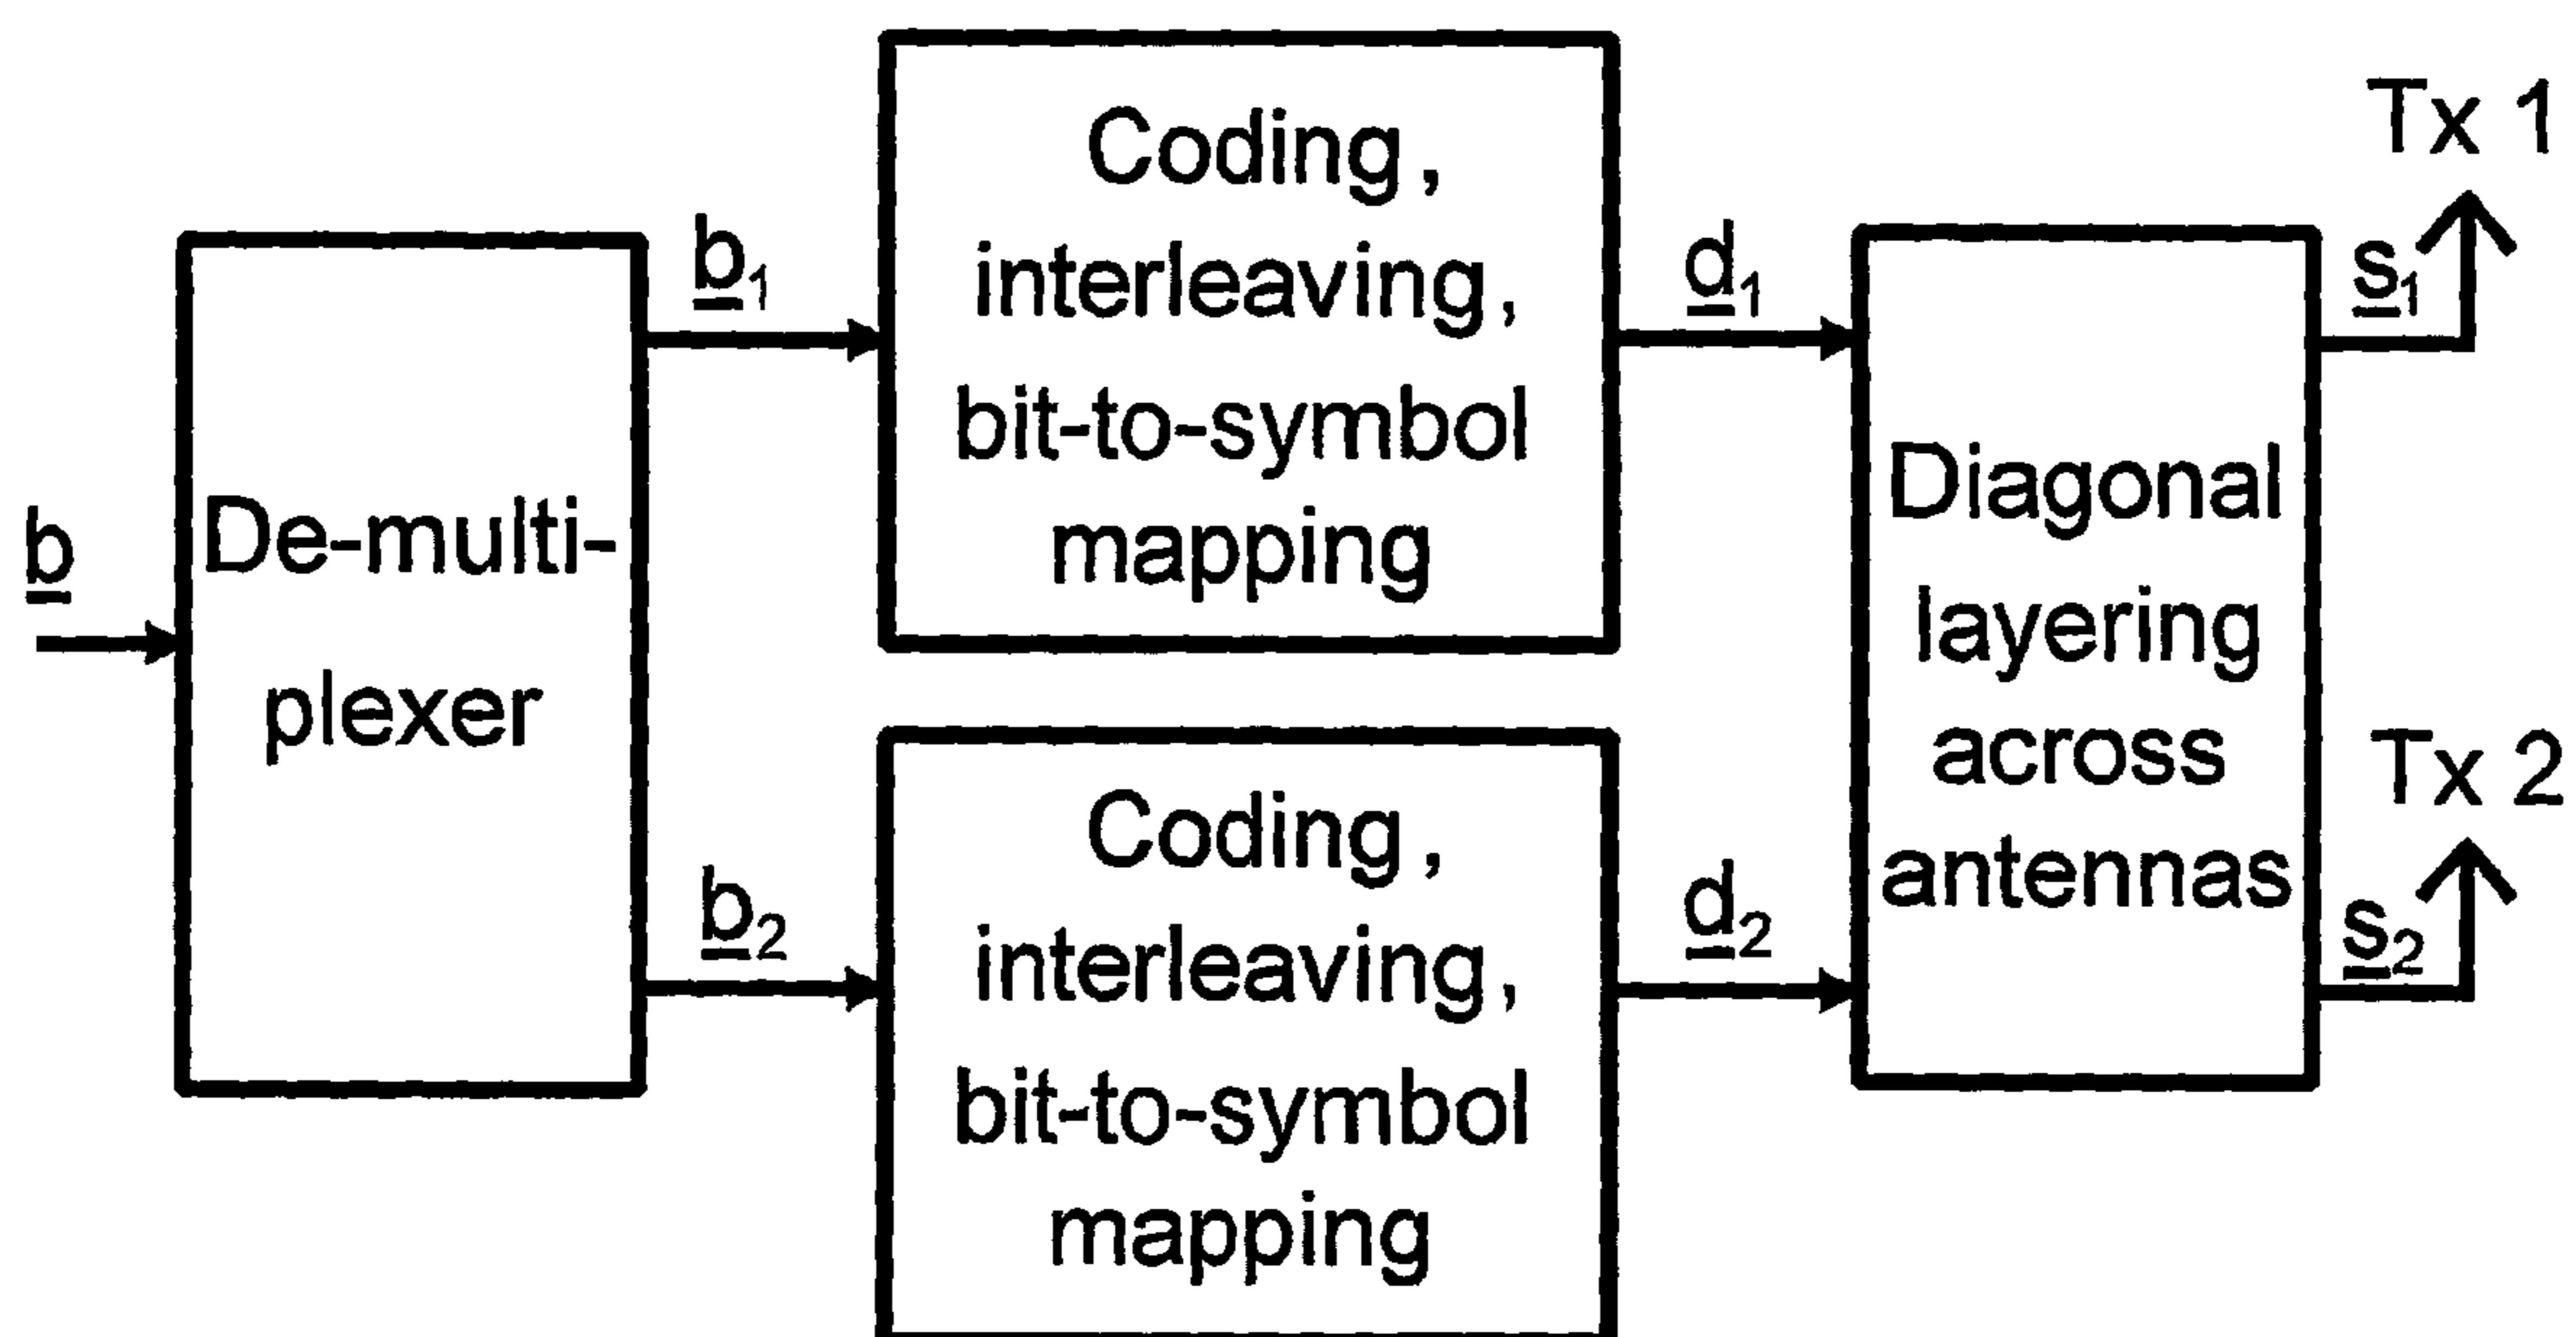 b
De-multi-
plexer
b₁
Coding,
interleaving,
bit-to-symbol
mapping
d₁
b₂
Coding,
interleaving,
bit-to-symbol
mapping
d₂
Diagonal
layering
across
antennas
s₁
Tx 1
s₂
Tx 2